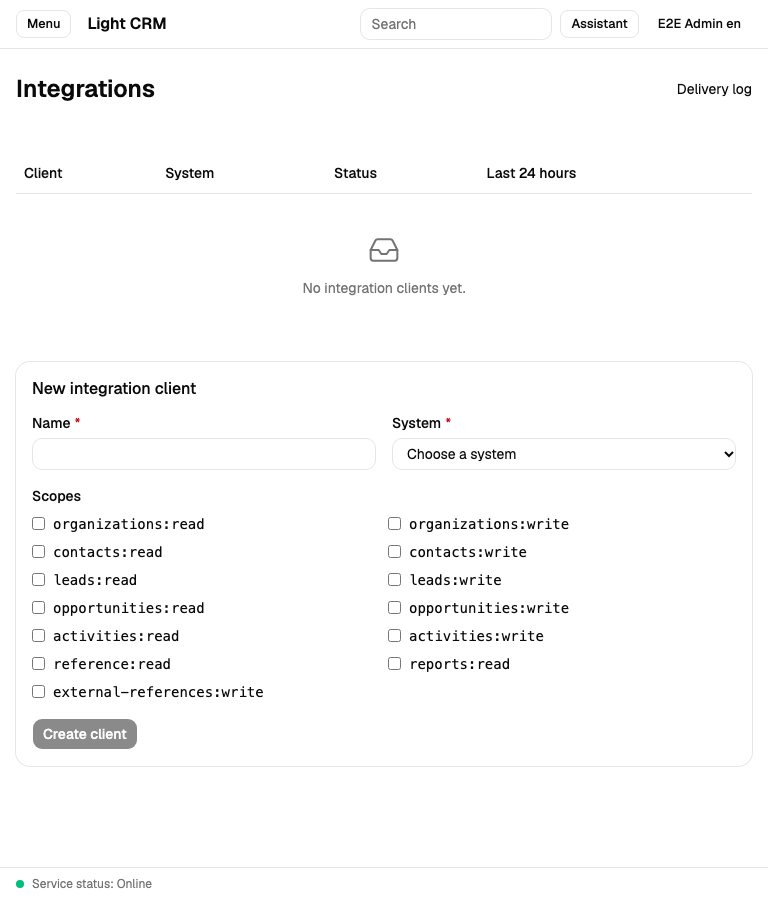 Menu Light CRM Search Assistant E2E Admin en
Integrations Delivery log
Client System Status Last 24 hours
No integration clients yet.
New integration client
Name * System *
Choose a system
Scopes
organizations:read organizations:write
contacts:read contacts:write
leads:read leads:write
opportunities:read opportunities:write
activities:read activities:write
reference:read reports:read
external-references:write
Create client
Service status: Online